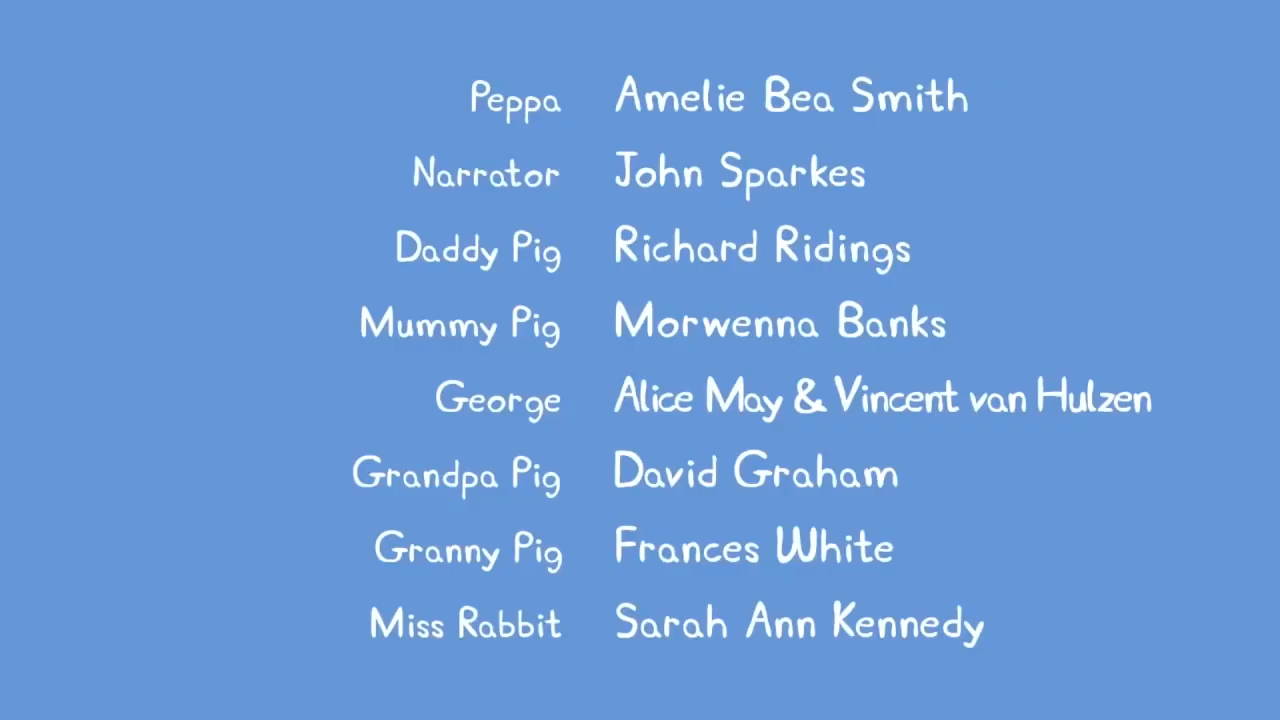 Peppa Amelie Bea Smith
Narrator John Sparkes
Daddy Pig Richard Ridings
Mummy Pig Morwenna Banks
George Alice May & Vincent van Hulzen
Grandpa Pig David Graham
Granny Pig Frances White
Miss Rabbit Sarah Ann Kennedy